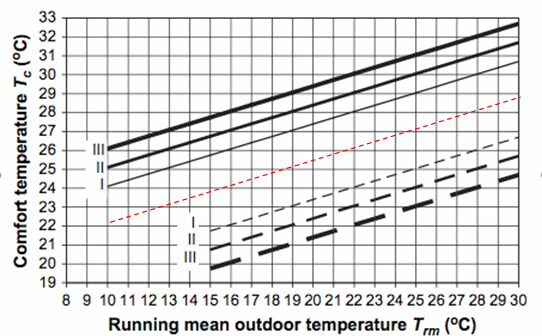 Comfort temperature Tc (ºC)
33
32
31
30
29
28
27
26
25
24
23
22
21
20
19
III
II
I
I
II
III
8 9 10 11 12 13 14 15 16 17 18 19 20 21 22 23 24 25 26 27 28 29 30
Running mean outdoor temperature Trm (ºC)